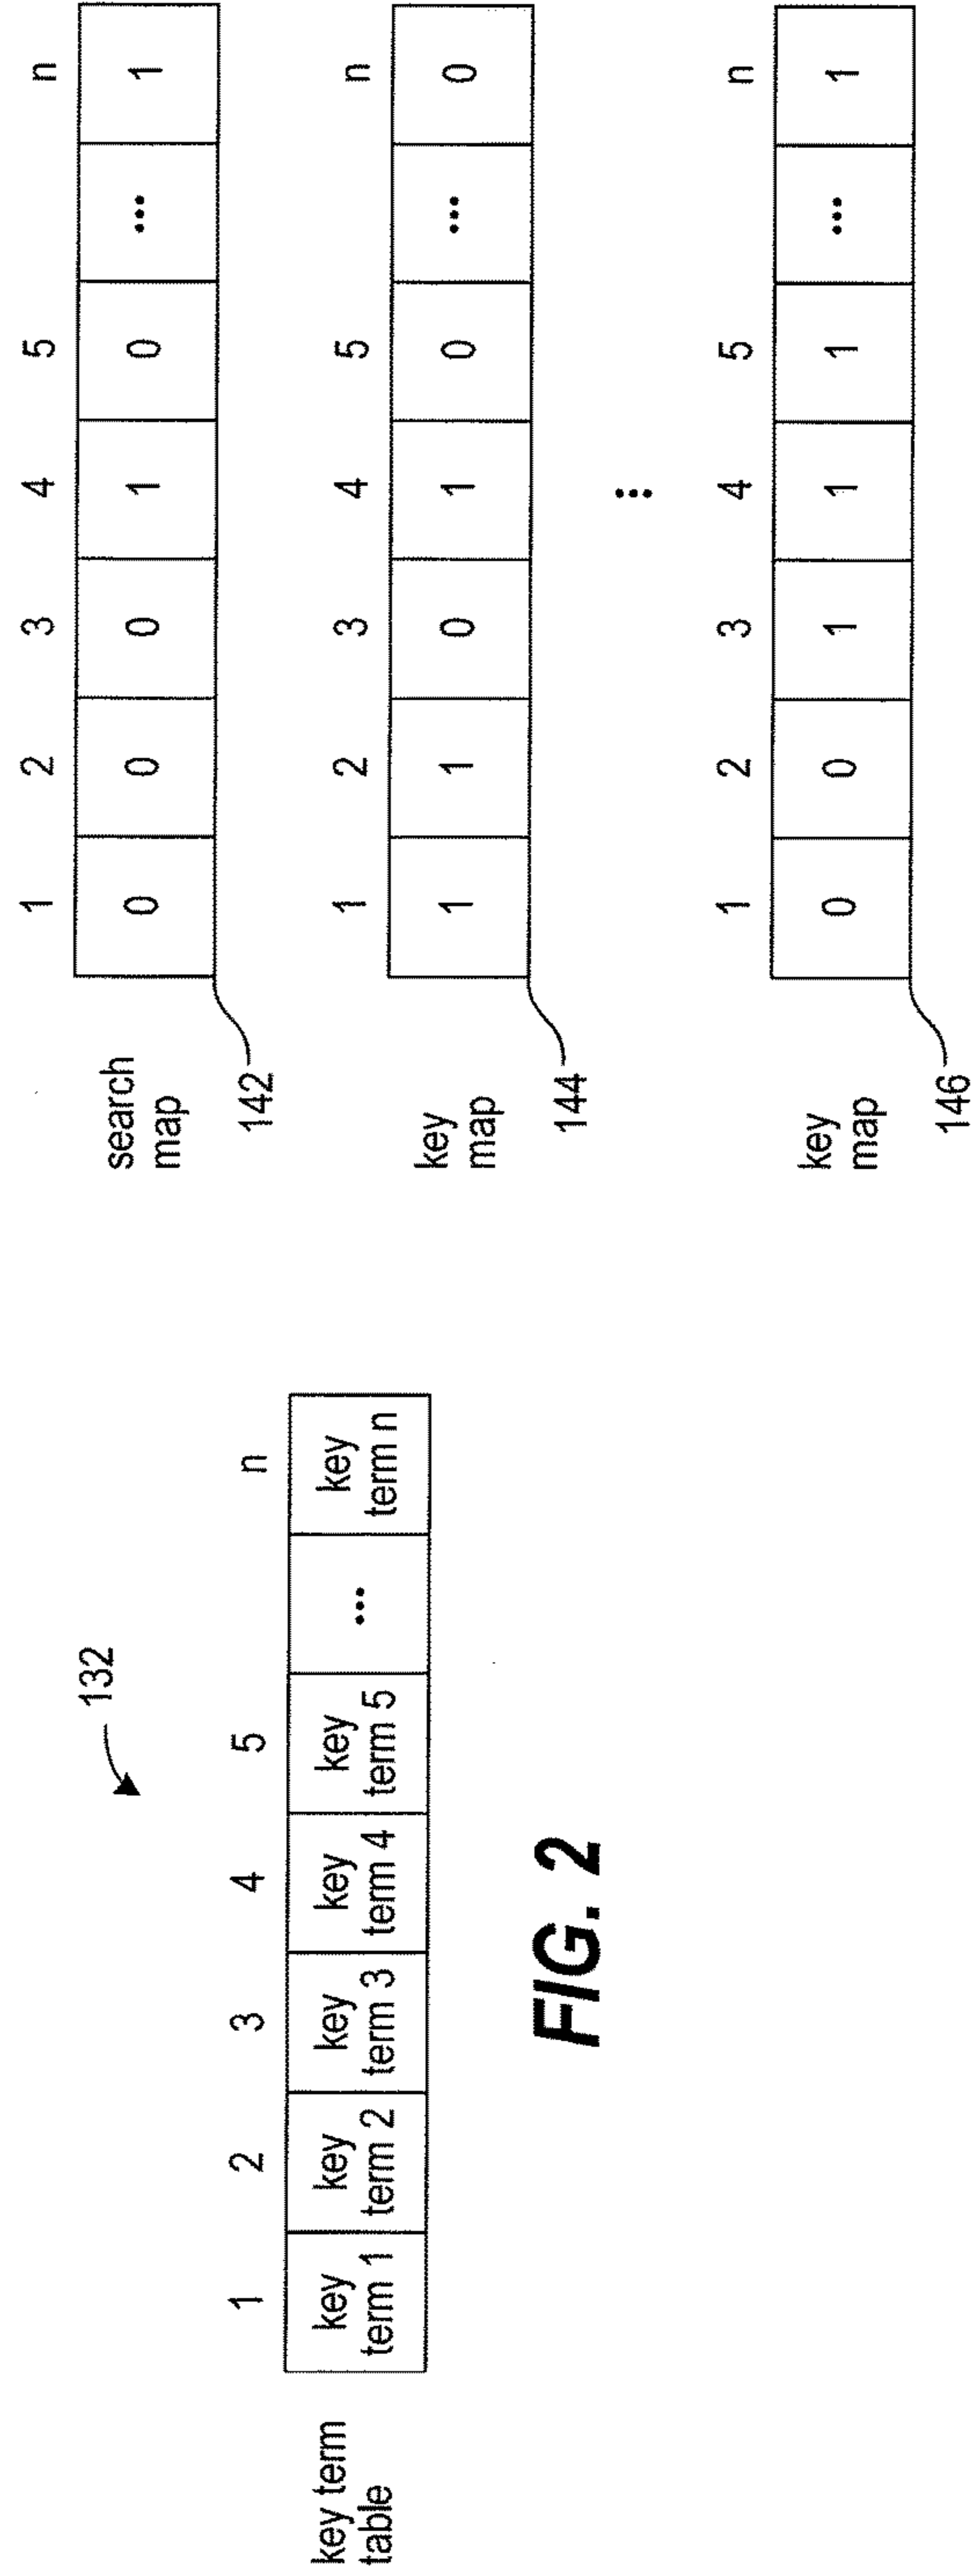 132
1 2 3 4 5 n
key term
table
key
term 1
key
term 2
key
term 3
key
term 4
key
term 5
...
key
term n
FIG. 2
1 2 3 4 5 n
search
map
0 0 0 1 0 ... 1
142
1 2 3 4 5 n
key
map
1 1 0 1 0 ... 0
144
...
1 2 3 4 5 n
key
map
0 0 1 1 1 ... 1
146